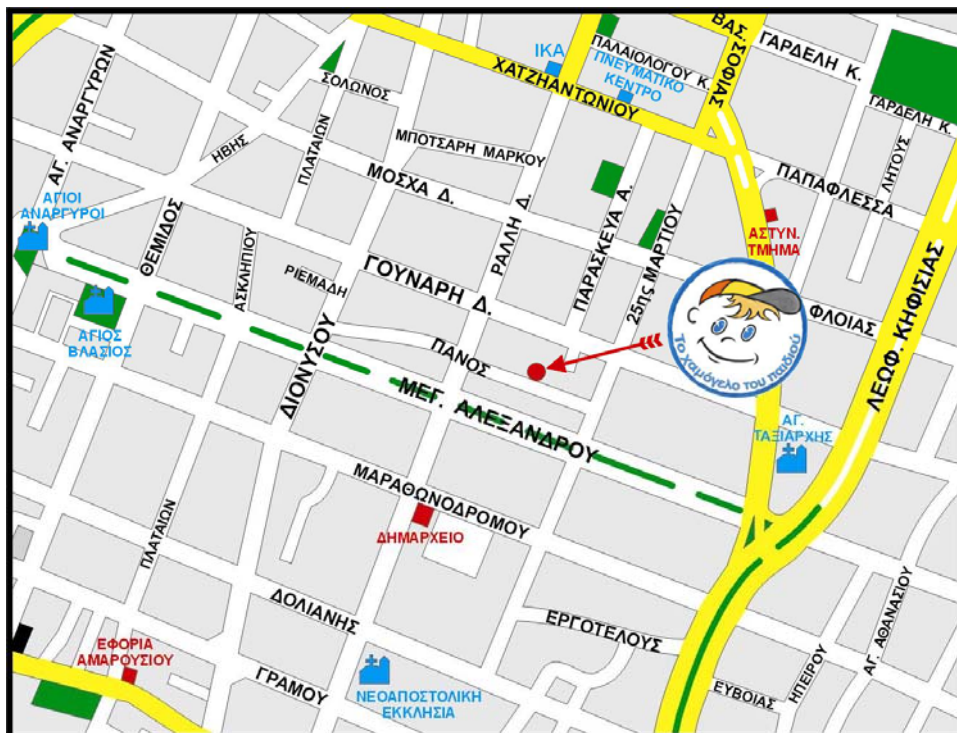 ΒΑΣ. ΣΟΦΙΑΣ
ΓΑΡΔΕΛΗ Κ.
ΑΓ. ΑΝΑΡΓΥΡΩΝ
ΙΚΑ
ΠΑΛΑΙΟΛΟΓΟΥ Κ.
ΠΝΕΥΜΑΤΙΚΟ
ΚΕΝΤΡΟ
ΧΑΤΖΗΑΝΤΩΝΙΟΥ
ΣΟΛΩΝΟΣ
ΓΑΡΔΕΛΗ Κ.
ΗΒΗΣ
ΠΛΑΤΑΙΩΝ
ΜΠΟΤΣΑΡΗ ΜΑΡΚΟΥ
ΛΗΤΟΥΣ
ΜΟΣΧΑ Δ.
ΠΑΠΑΦΛΕΣΣΑ
ΑΓΙΟΙ
ΑΝΑΡΓΥΡΟΙ
ΘΕΜΙΔΟΣ
ΡΑΛΛΗ Δ.
ΠΑΡΑΣΚΕΥΑ Α.
25ης ΜΑΡΤΙΟΥ
ΑΣΤΥΝ.
ΤΜΗΜΑ
ΑΣΚΛΗΠΙΟΥ
ΡΙΕΜΑΔΗ
ΓΟΥΝΑΡΗ Δ.
ΦΛΟΙΑΣ
ΛΕΩΦ. ΚΗΦΙΣΙΑΣ
Το χαμόγελο του παιδιού
ΑΓΙΟΣ
ΒΛΑΣΙΟΣ
ΔΙΟΝΥΣΟΥ
ΠΑΝΟΣ
ΜΕΓ. ΑΛΕΞΑΝΔΡΟΥ
ΑΓ.
ΤΑΞΙΑΡΧΗΣ
ΜΑΡΑΘΩΝΟΔΡΟΜΟΥ
ΠΛΑΤΑΙΩΝ
ΔΗΜΑΡΧΕΙΟ
ΔΟΛΙΑΝΗΣ
ΕΡΓΟΤΕΛΟΥΣ
ΑΓ. ΑΘΑΝΑΣΙΟΥ
ΗΠΕΙΡΟΥ
ΕΦΟΡΙΑ
ΑΜΑΡΟΥΣΙΟΥ
ΓΡΑΜΟΥ
ΝΕΟΑΠΟΣΤΟΛΙΚΗ
ΕΚΚΛΗΣΙΑ
ΕΥΒΟΙΑΣ